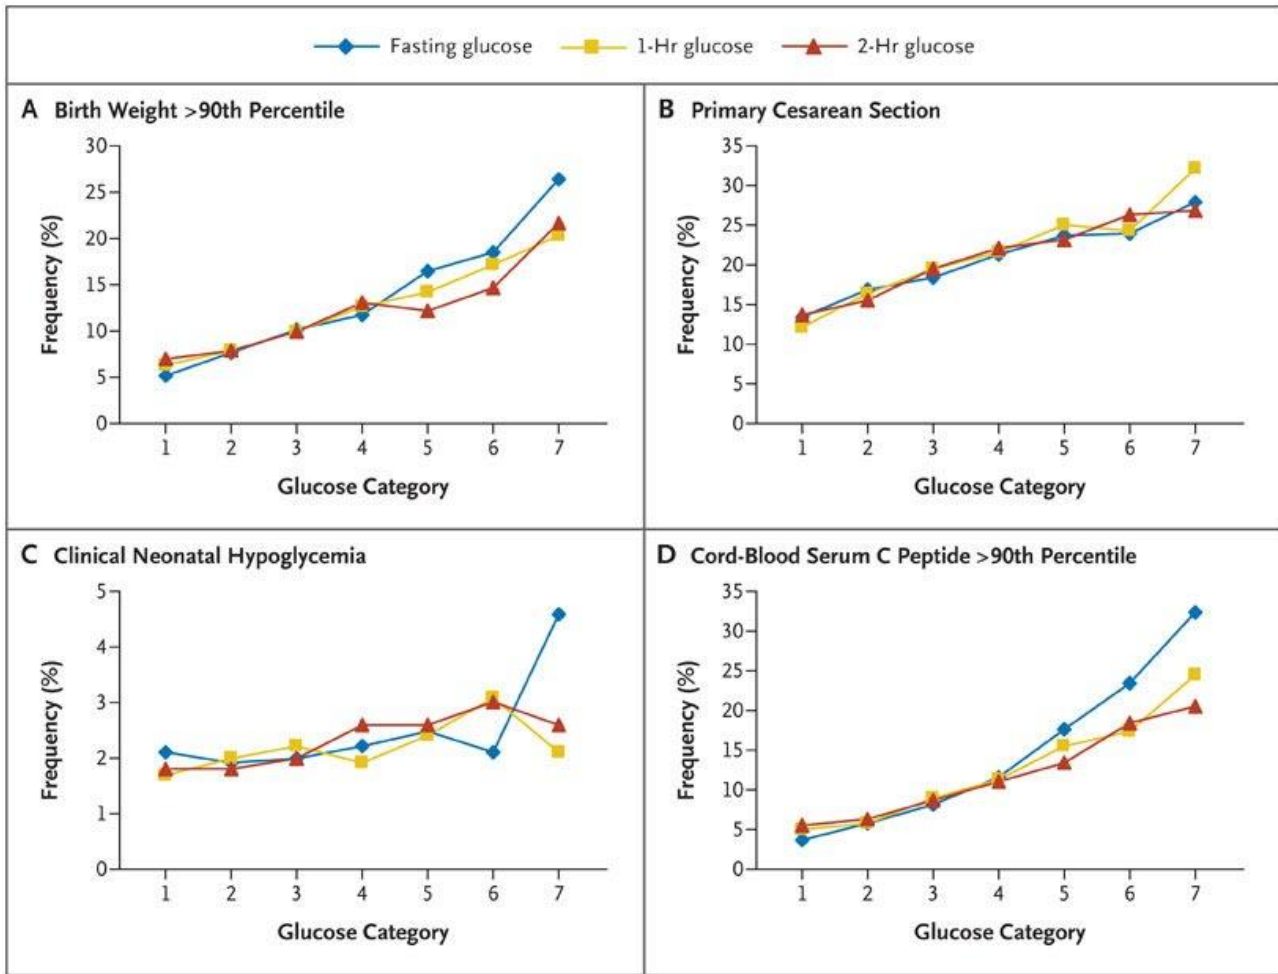 Fasting glucose 1-Hr glucose 2-Hr glucose
A Birth Weight >90th Percentile
30
25
20
15
10
5
0
Frequency (%)
1 2 3 4 5 6 7
Glucose Category
B Primary Cesarean Section
35
30
25
20
15
10
5
0
Frequency (%)
1 2 3 4 5 6 7
Glucose Category
C Clinical Neonatal Hypoglycemia
5
4
3
2
1
0
Frequency (%)
1 2 3 4 5 6 7
Glucose Category
D Cord-Blood Serum C Peptide >90th Percentile
35
30
25
20
15
10
5
0
Frequency (%)
1 2 3 4 5 6 7
Glucose Category